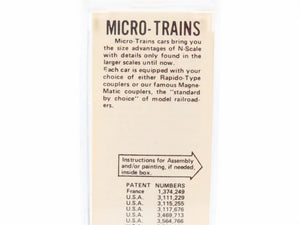 MICRO-TRAINS
Micro-Trains cars bring you
the size advantages of N-Scale
with details only found in the
larger scales until now.
Each car is equipped with your
choice of either Rapido-Type
couplers or our famous Magne-
Matic couplers, the "standard
by choice" of model railroad-
ers.
Instructions for Assembly
and/or painting, if needed,
inside box.
PATENT NUMBERS
France 1,374,249
U.S.A. 3,111,229
U.S.A. 3,115,255
U.S.A. 3,117,676
U.S.A. 3,469,713
U.S.A. 3,564,766